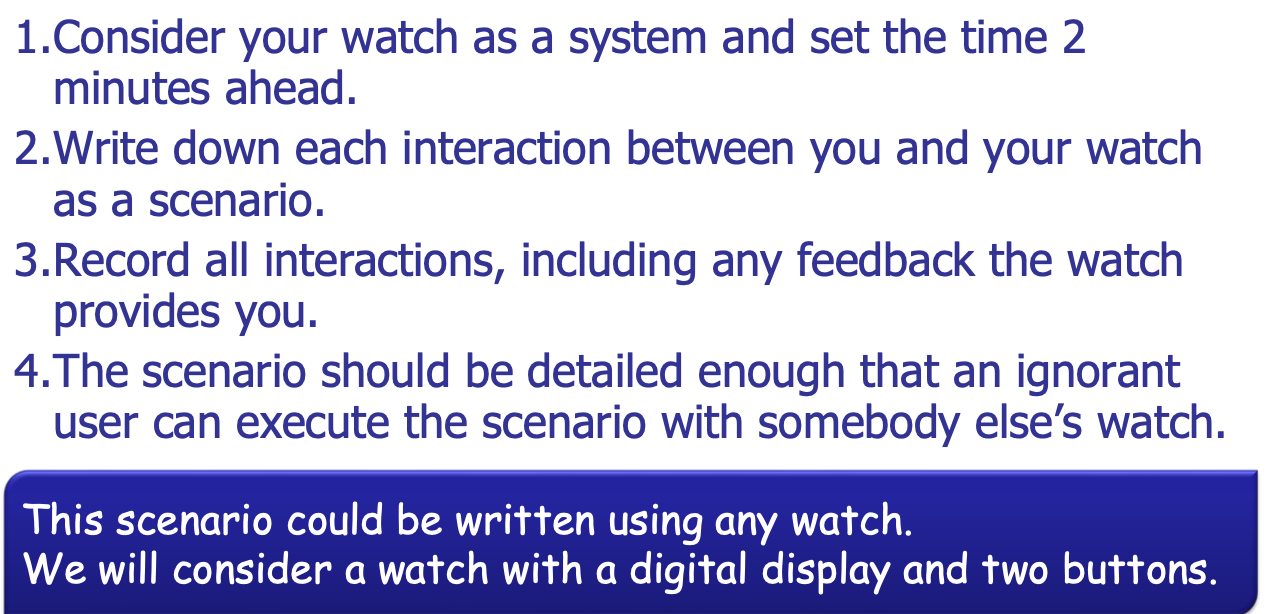 1.Consider your watch as a system and set the time 2
minutes ahead.
2.Write down each interaction between you and your watch
as a scenario.
3.Record all interactions, including any feedback the watch
provides you.
4.The scenario should be detailed enough that an ignorant
user can execute the scenario with somebody else’s watch.
This scenario could be written using any watch.
We will consider a watch with a digital display and two buttons.